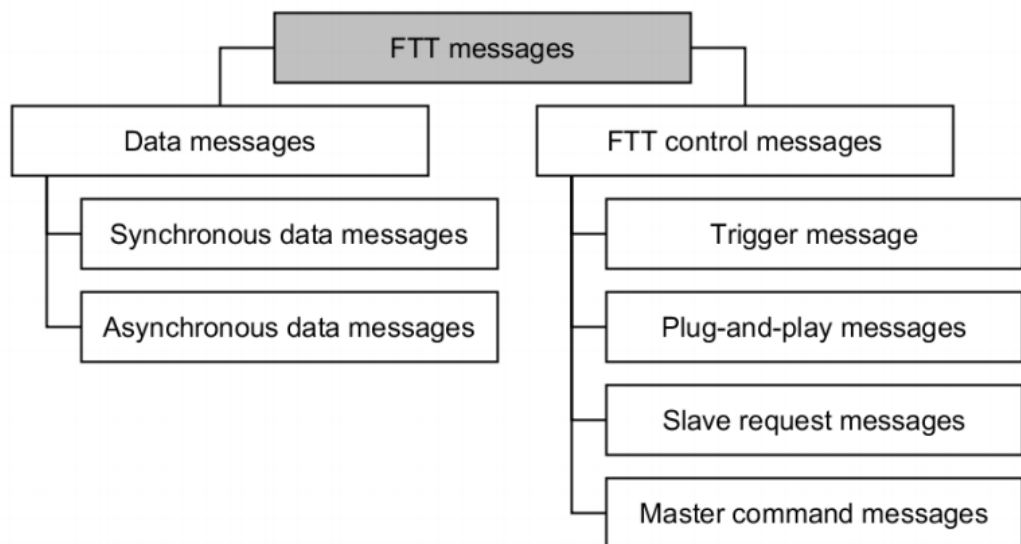 FTT messages
Data messages
Synchronous data messages
Asynchronous data messages
FTT control messages
Trigger message
Plug-and-play messages
Slave request messages
Master command messages